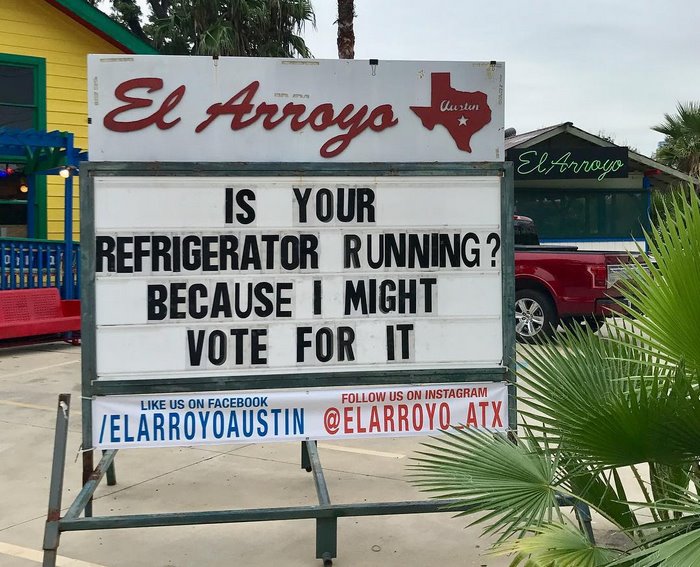 El Arroyo
Austin
El Arroyo
IS YOUR
REFRIGERATOR RUNNING?
BECAUSE I MIGHT
VOTE FOR IT
LIKE US ON FACEBOOK
/ELARROYOAUSTIN
FOLLOW US ON INSTAGRAM
@ELARROYO_ATX